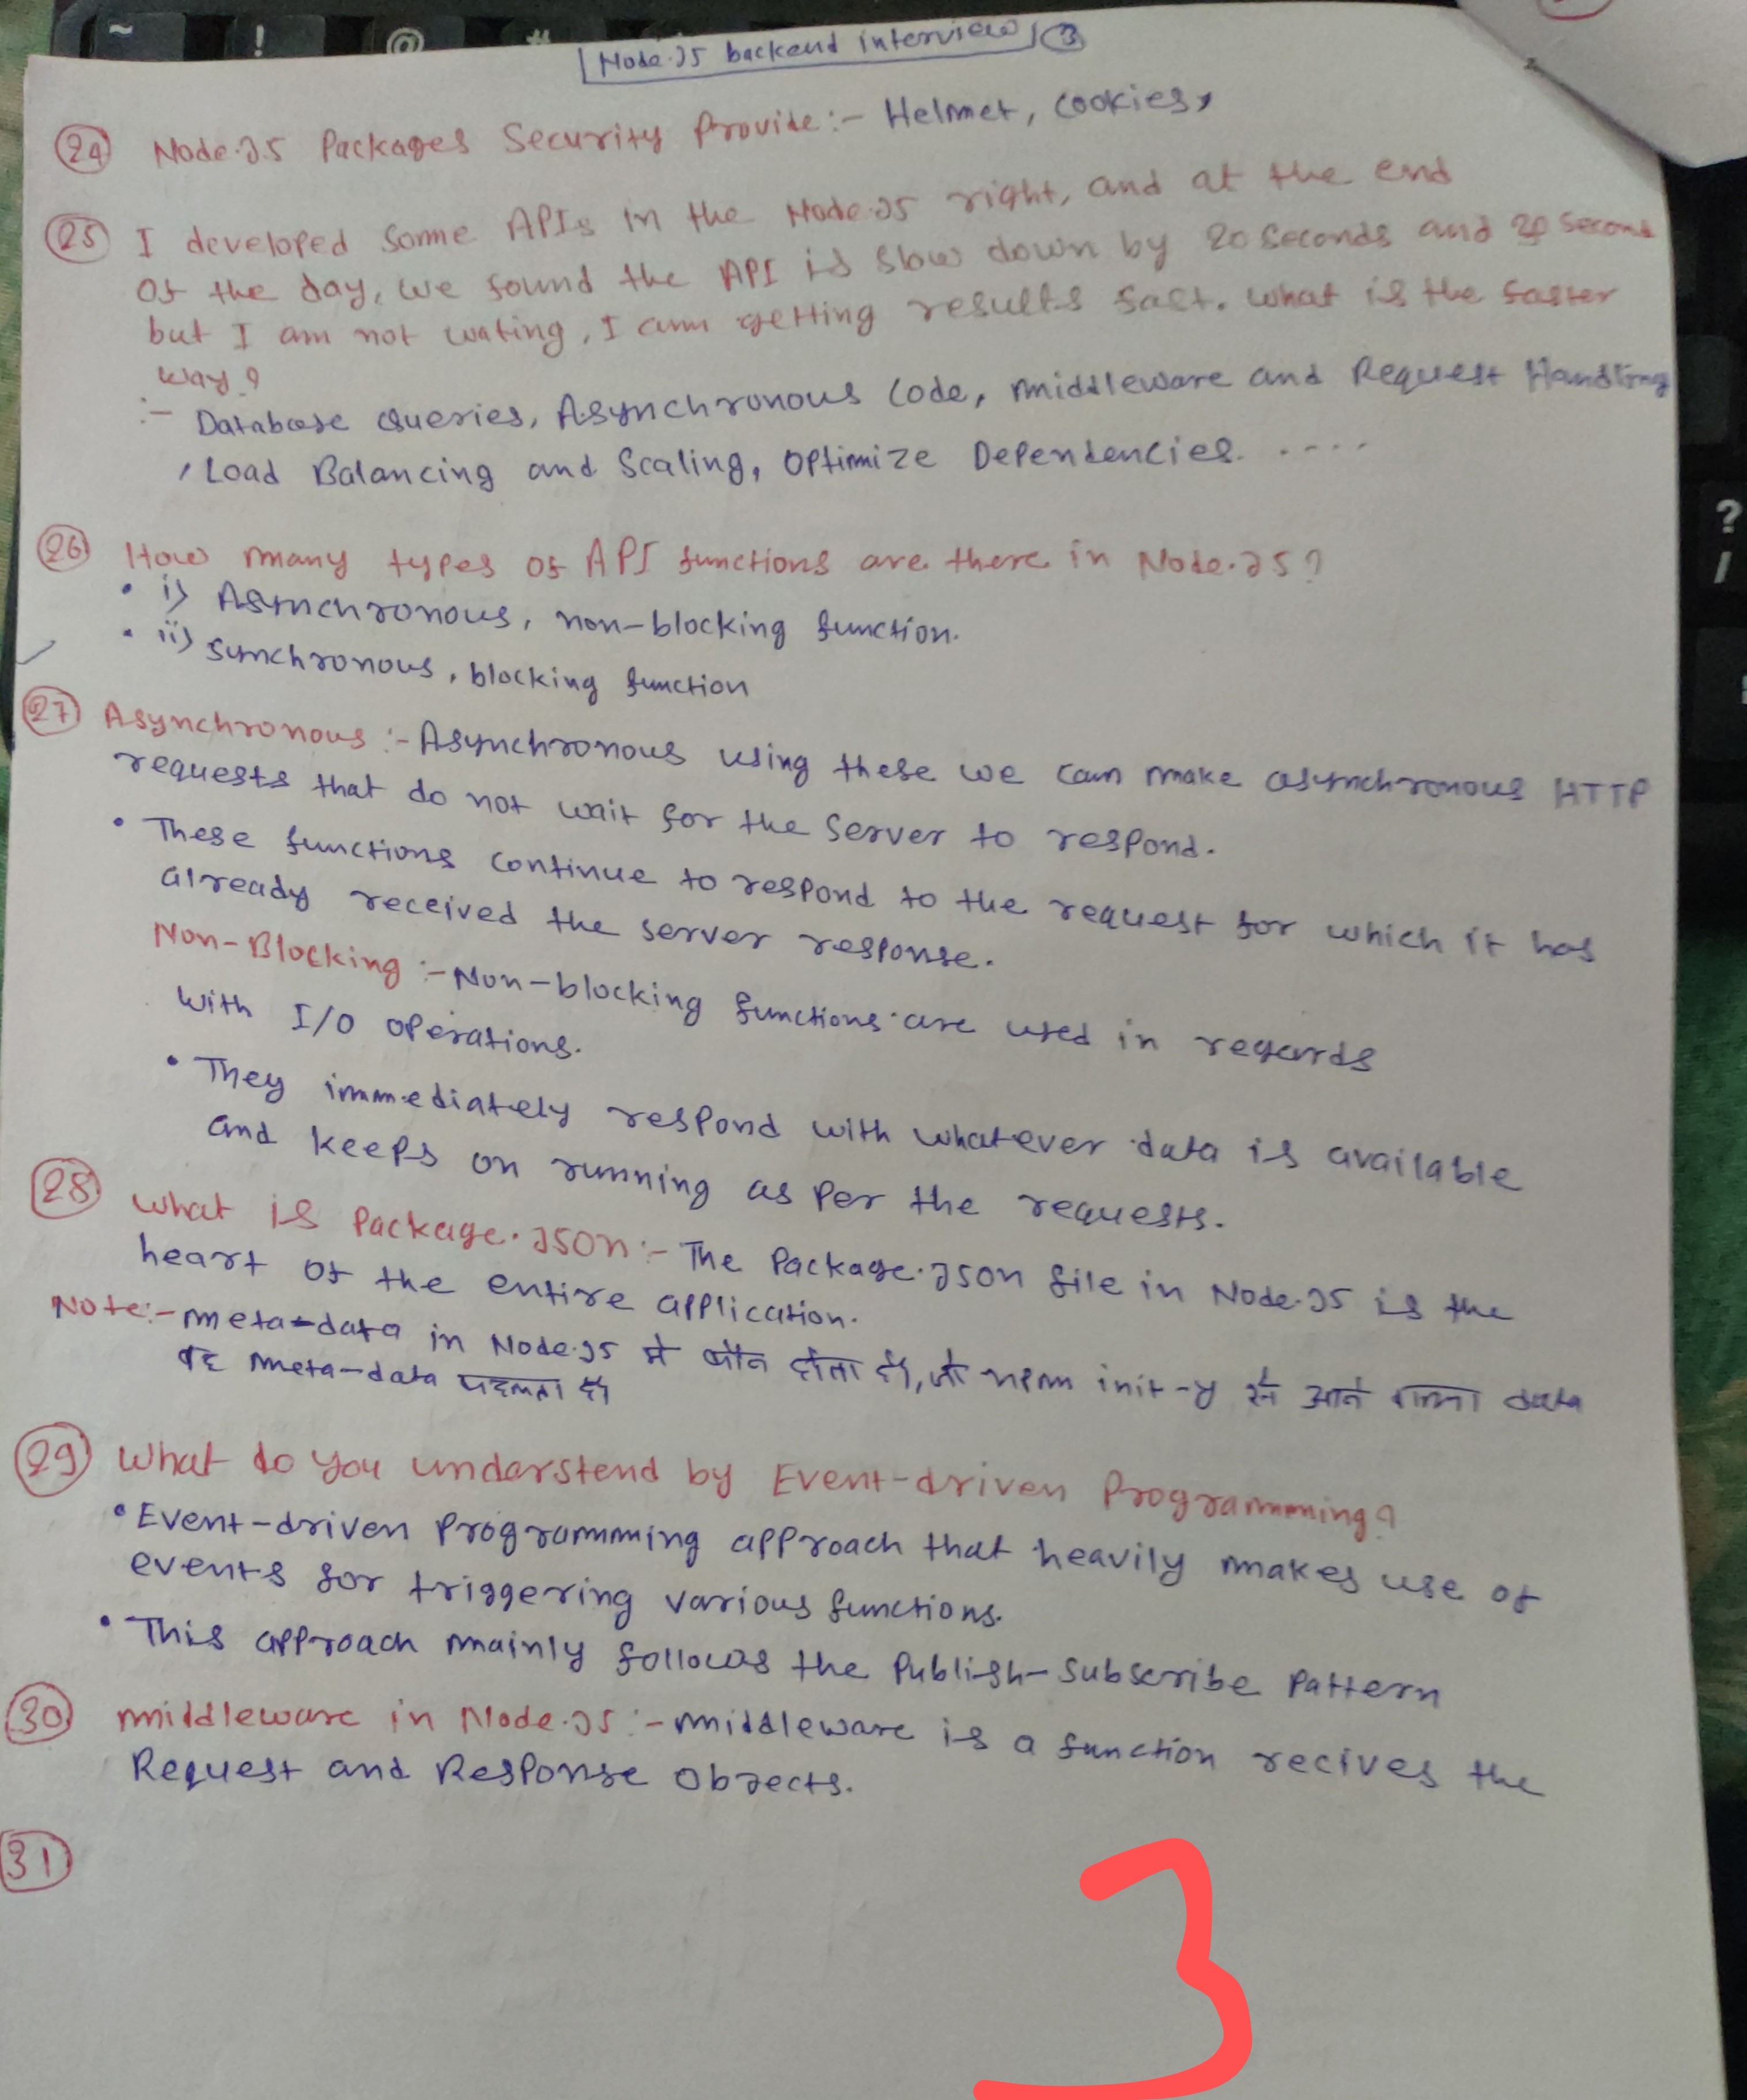 Node.JS backend interview 3
24 Node.JS Packages Security Provide:- Helmet, cookies,
25 I developed some APIs in the Node.JS right, and at the end
of the day, we found the API is slow down by 20 seconds and 20 second
but I am not wating, I am getting results fast. what is the faster
way?
:- Database Queries, Asynchronous Code, middleware and Request Handling
, Load Balancing and Scaling, Optimize Dependencies. ....
26 How many types of API functions are there in Node.JS?
• i) Asynchronous, non-blocking function.
• ii) Synchronous, blocking function
27 Asynchronous:- Asynchronous using these we can make asynchronous HTTP
requests that do not wait for the Server to respond.
• These functions continue to respond to the request for which it has
already received the server response.
Non-Blocking:- Non-blocking functions are used in regards
with I/O operations.
• They immediately respond with whatever data is available
and keeps on running as per the requests.
28 what is Package.JSON:- The Package.Json file in Node.JS is the
heart of the entire application.
Note:- meta-data in Node.JS में कौन होता है, जो npm init -y से आने वाला data
वह meta-data कहलाता है
29 What do you understend by Event-driven Programmming?
• Event-driven Programmming approach that heavily makes use of
events for triggering various functions.
• This approach mainly follows the Publish-Subscribe Pattern
30 middleware in Node.JS:- middleware is a function recives the
Request and Response Objects.
31
3
~ ! @ #
?
/